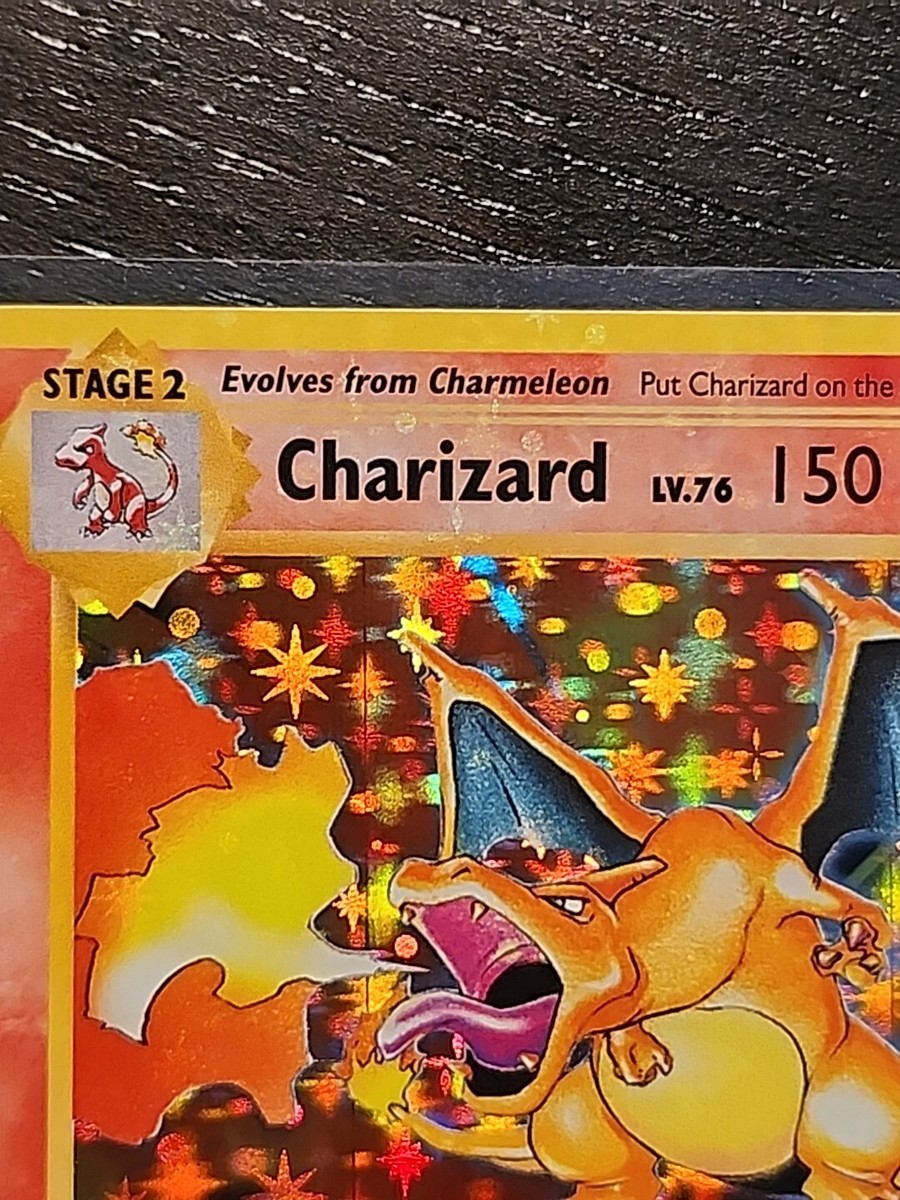 STAGE 2 Evolves from Charmeleon Put Charizard on the
Charizard LV.76 150